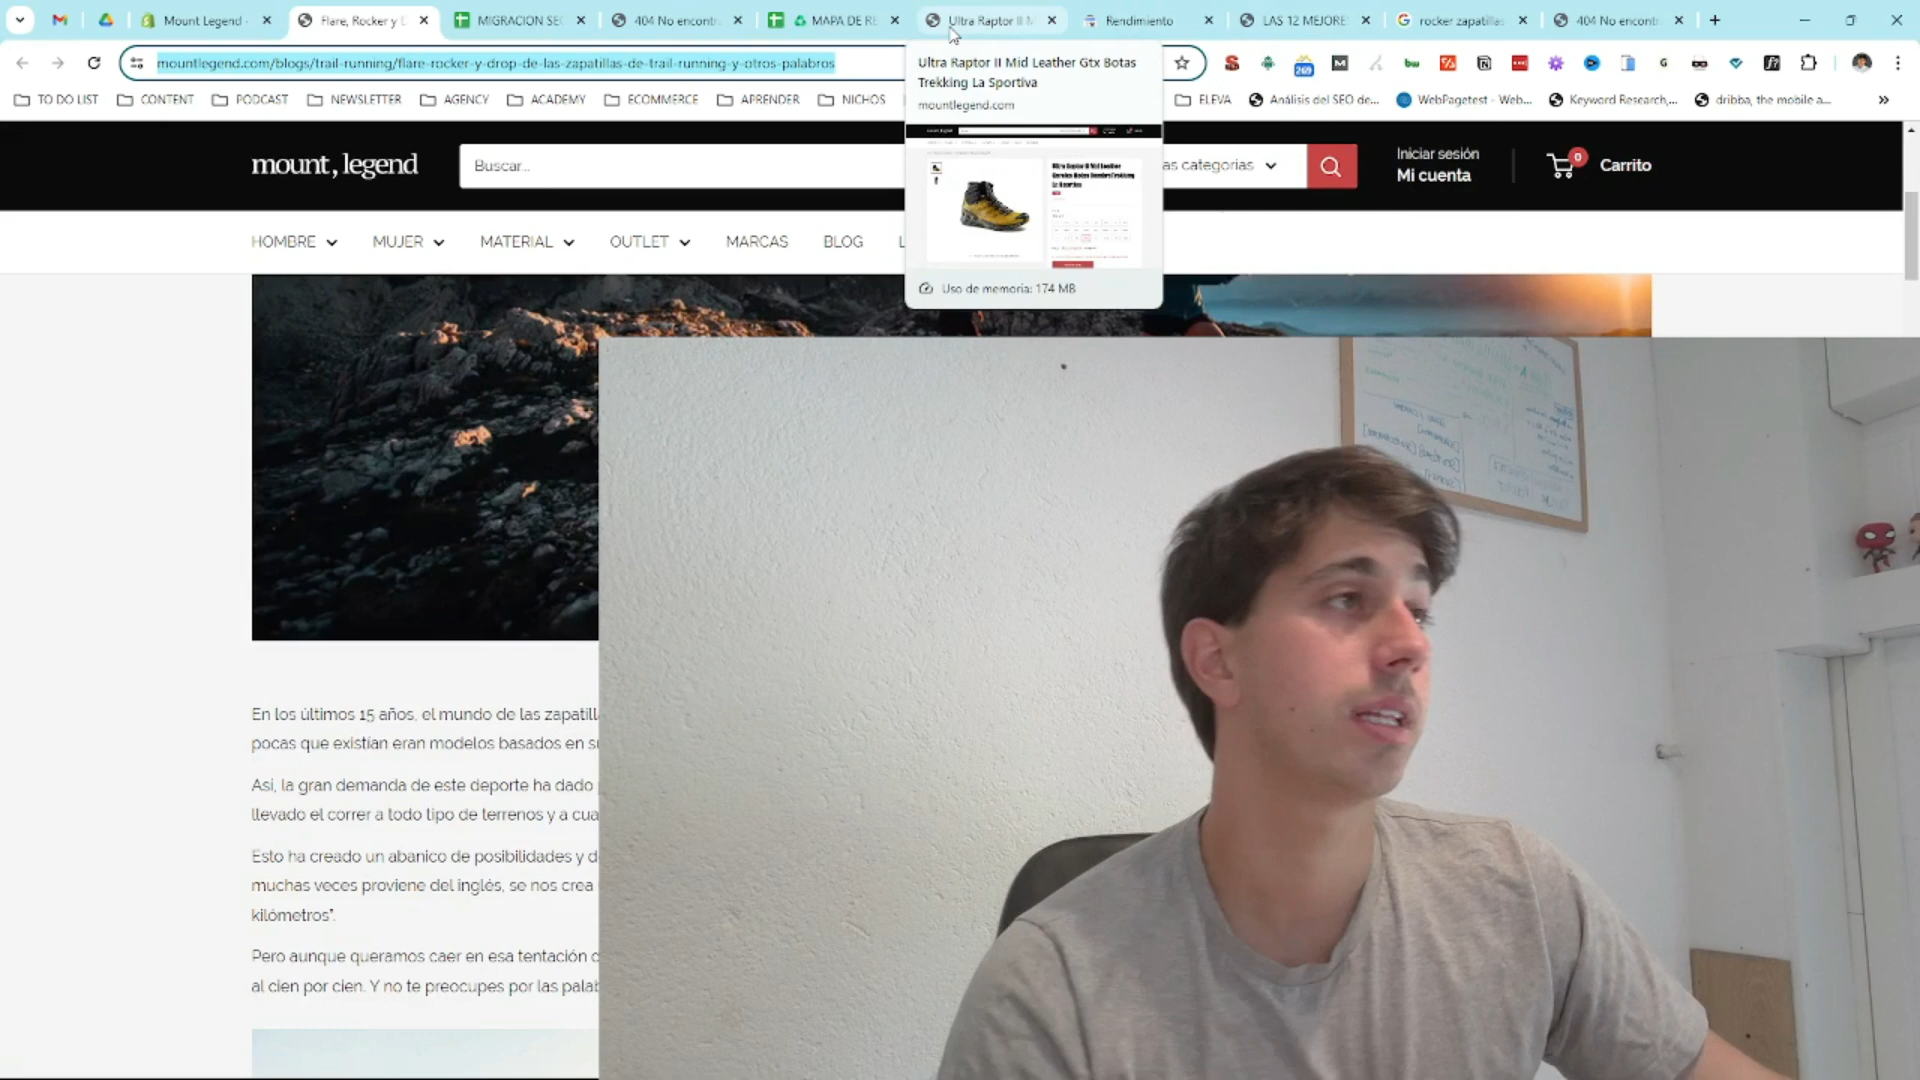 Mount Legend
Flare, Rocker y
MIGRACION SE
404 No encontr
MAPA DE RE
Ultra Raptor II M
Rendimiento
LAS 12 MEJORE
rocker zapatillas
404 No encontr
mountlegend.com/blogs/trail-running/flare-rocker-y-drop-de-las-zapatillas-de-trail-running-y-otros-palabros
269
TO DO LIST
CONTENT
PODCAST
NEWSLETTER
AGENCY
ACADEMY
ECOMMERCE
APRENDER
NICHOS
ELEVA
Análisis del SEO de...
WebPagetest - Web...
Keyword Research,...
dribba, the mobile a...
Ultra Raptor II Mid Leather Gtx Botas
Trekking La Sportiva
mountlegend.com
Uso de memoria: 174 MB
mount, legend
Buscar...
as categorias
Iniciar sesión
Mi cuenta
0
Carrito
HOMBRE
MUJER
MATERIAL
OUTLET
MARCAS
BLOG
L
En los últimos 15 años, el mundo de las zapatill
pocas que existían eran modelos basados en su
Así, la gran demanda de este deporte ha dado
llevado el correr a todo tipo de terrenos y a cua
Esto ha creado un abanico de posibilidades y d
muchas veces proviene del inglés, se nos crea
kilómetros".
Pero aunque queramos caer en esa tentación
al cien por cien. Y no te preocupes por las palab